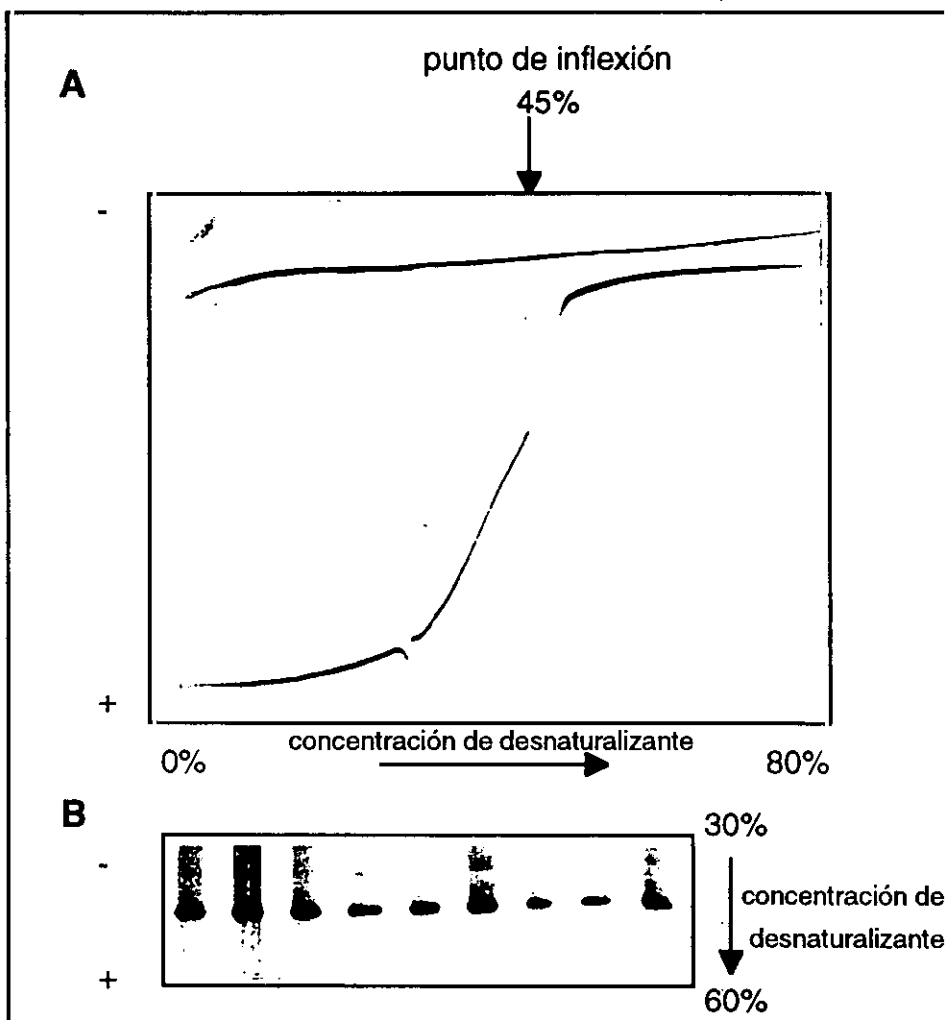 A
punto de inflexión
45%
-
+
concentración de desnaturalizante
0%
80%
B
30%
-
concentración de
desnaturalizante
+
60%